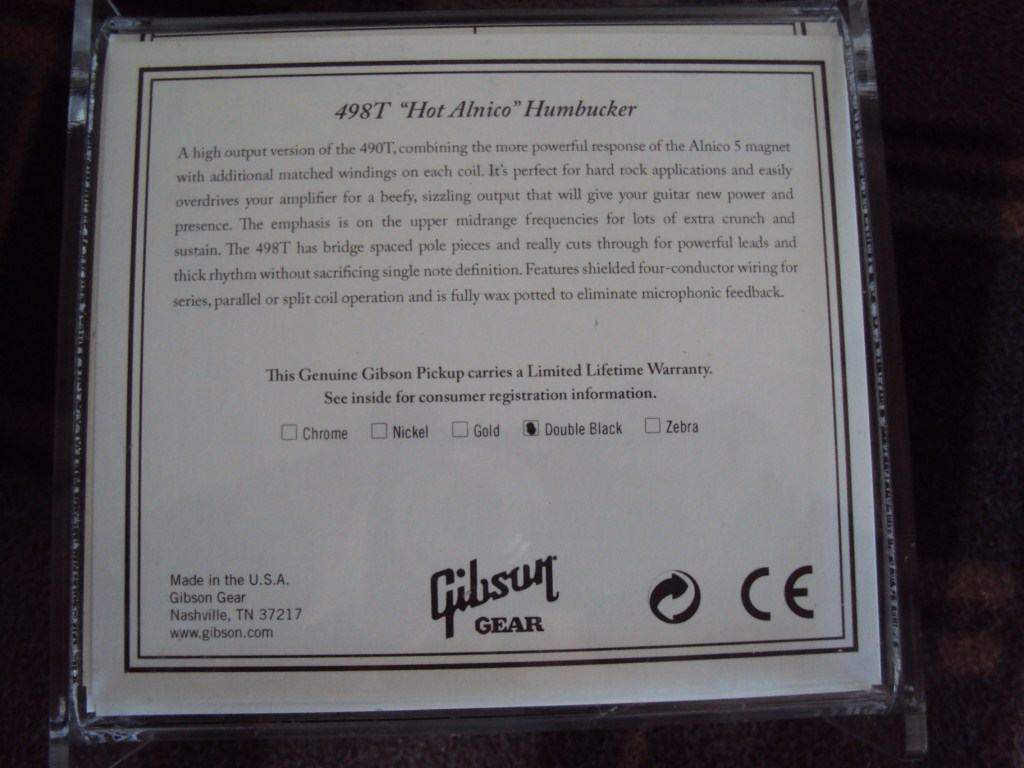 498T "Hot Alnico" Humbucker
A high output version of the 490T, combining the more powerful response of the Alnico 5 magnet
with additional matched windings on each coil. It's perfect for hard rock applications and easily
overdrives your amplifier for a beefy, sizzling output that will give your guitar new power and
presence. The emphasis is on the upper midrange frequencies for lots of extra crunch and
sustain. The 498T has bridge spaced pole pieces and really cuts through for powerful leads and
thick rhythm without sacrificing single note definition. Features shielded four-conductor wiring for
series, parallel or split coil operation and is fully wax potted to eliminate microphonic feedback.
This Genuine Gibson Pickup carries a Limited Lifetime Warranty.
See inside for consumer registration information.
Chrome Nickel Gold Double Black Zebra
Made in the U.S.A.
Gibson Gear
Nashville, TN 37217
www.gibson.com
Gibson
GEAR
CE